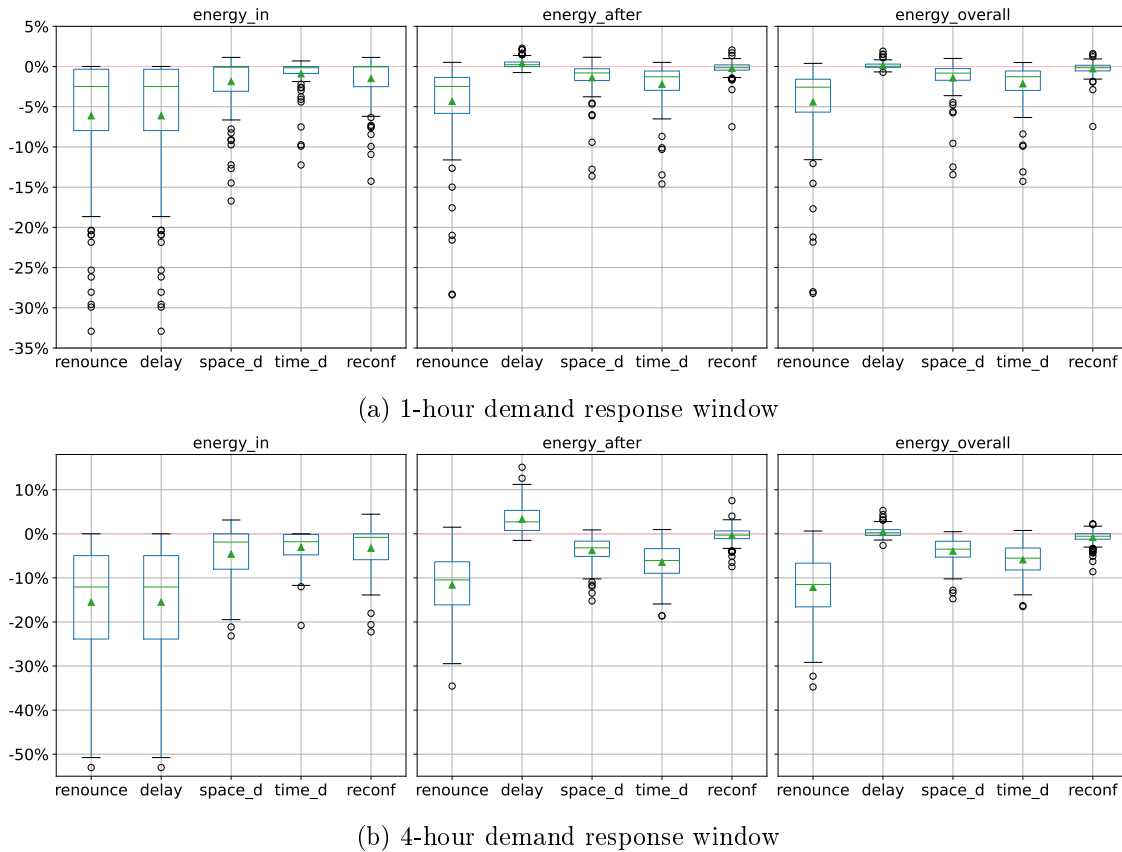 energy_in energy_after energy_overall
5%
0%
-5%
-10%
-15%
-20%
-25%
-30%
-35%
renounce delay space_d time_d reconf renounce delay space_d time_d reconf renounce delay space_d time_d reconf
(a) 1-hour demand response window
energy_in energy_after energy_overall
10%
0%
-10%
-20%
-30%
-40%
-50%
renounce delay space_d time_d reconf renounce delay space_d time_d reconf renounce delay space_d time_d reconf
(b) 4-hour demand response window